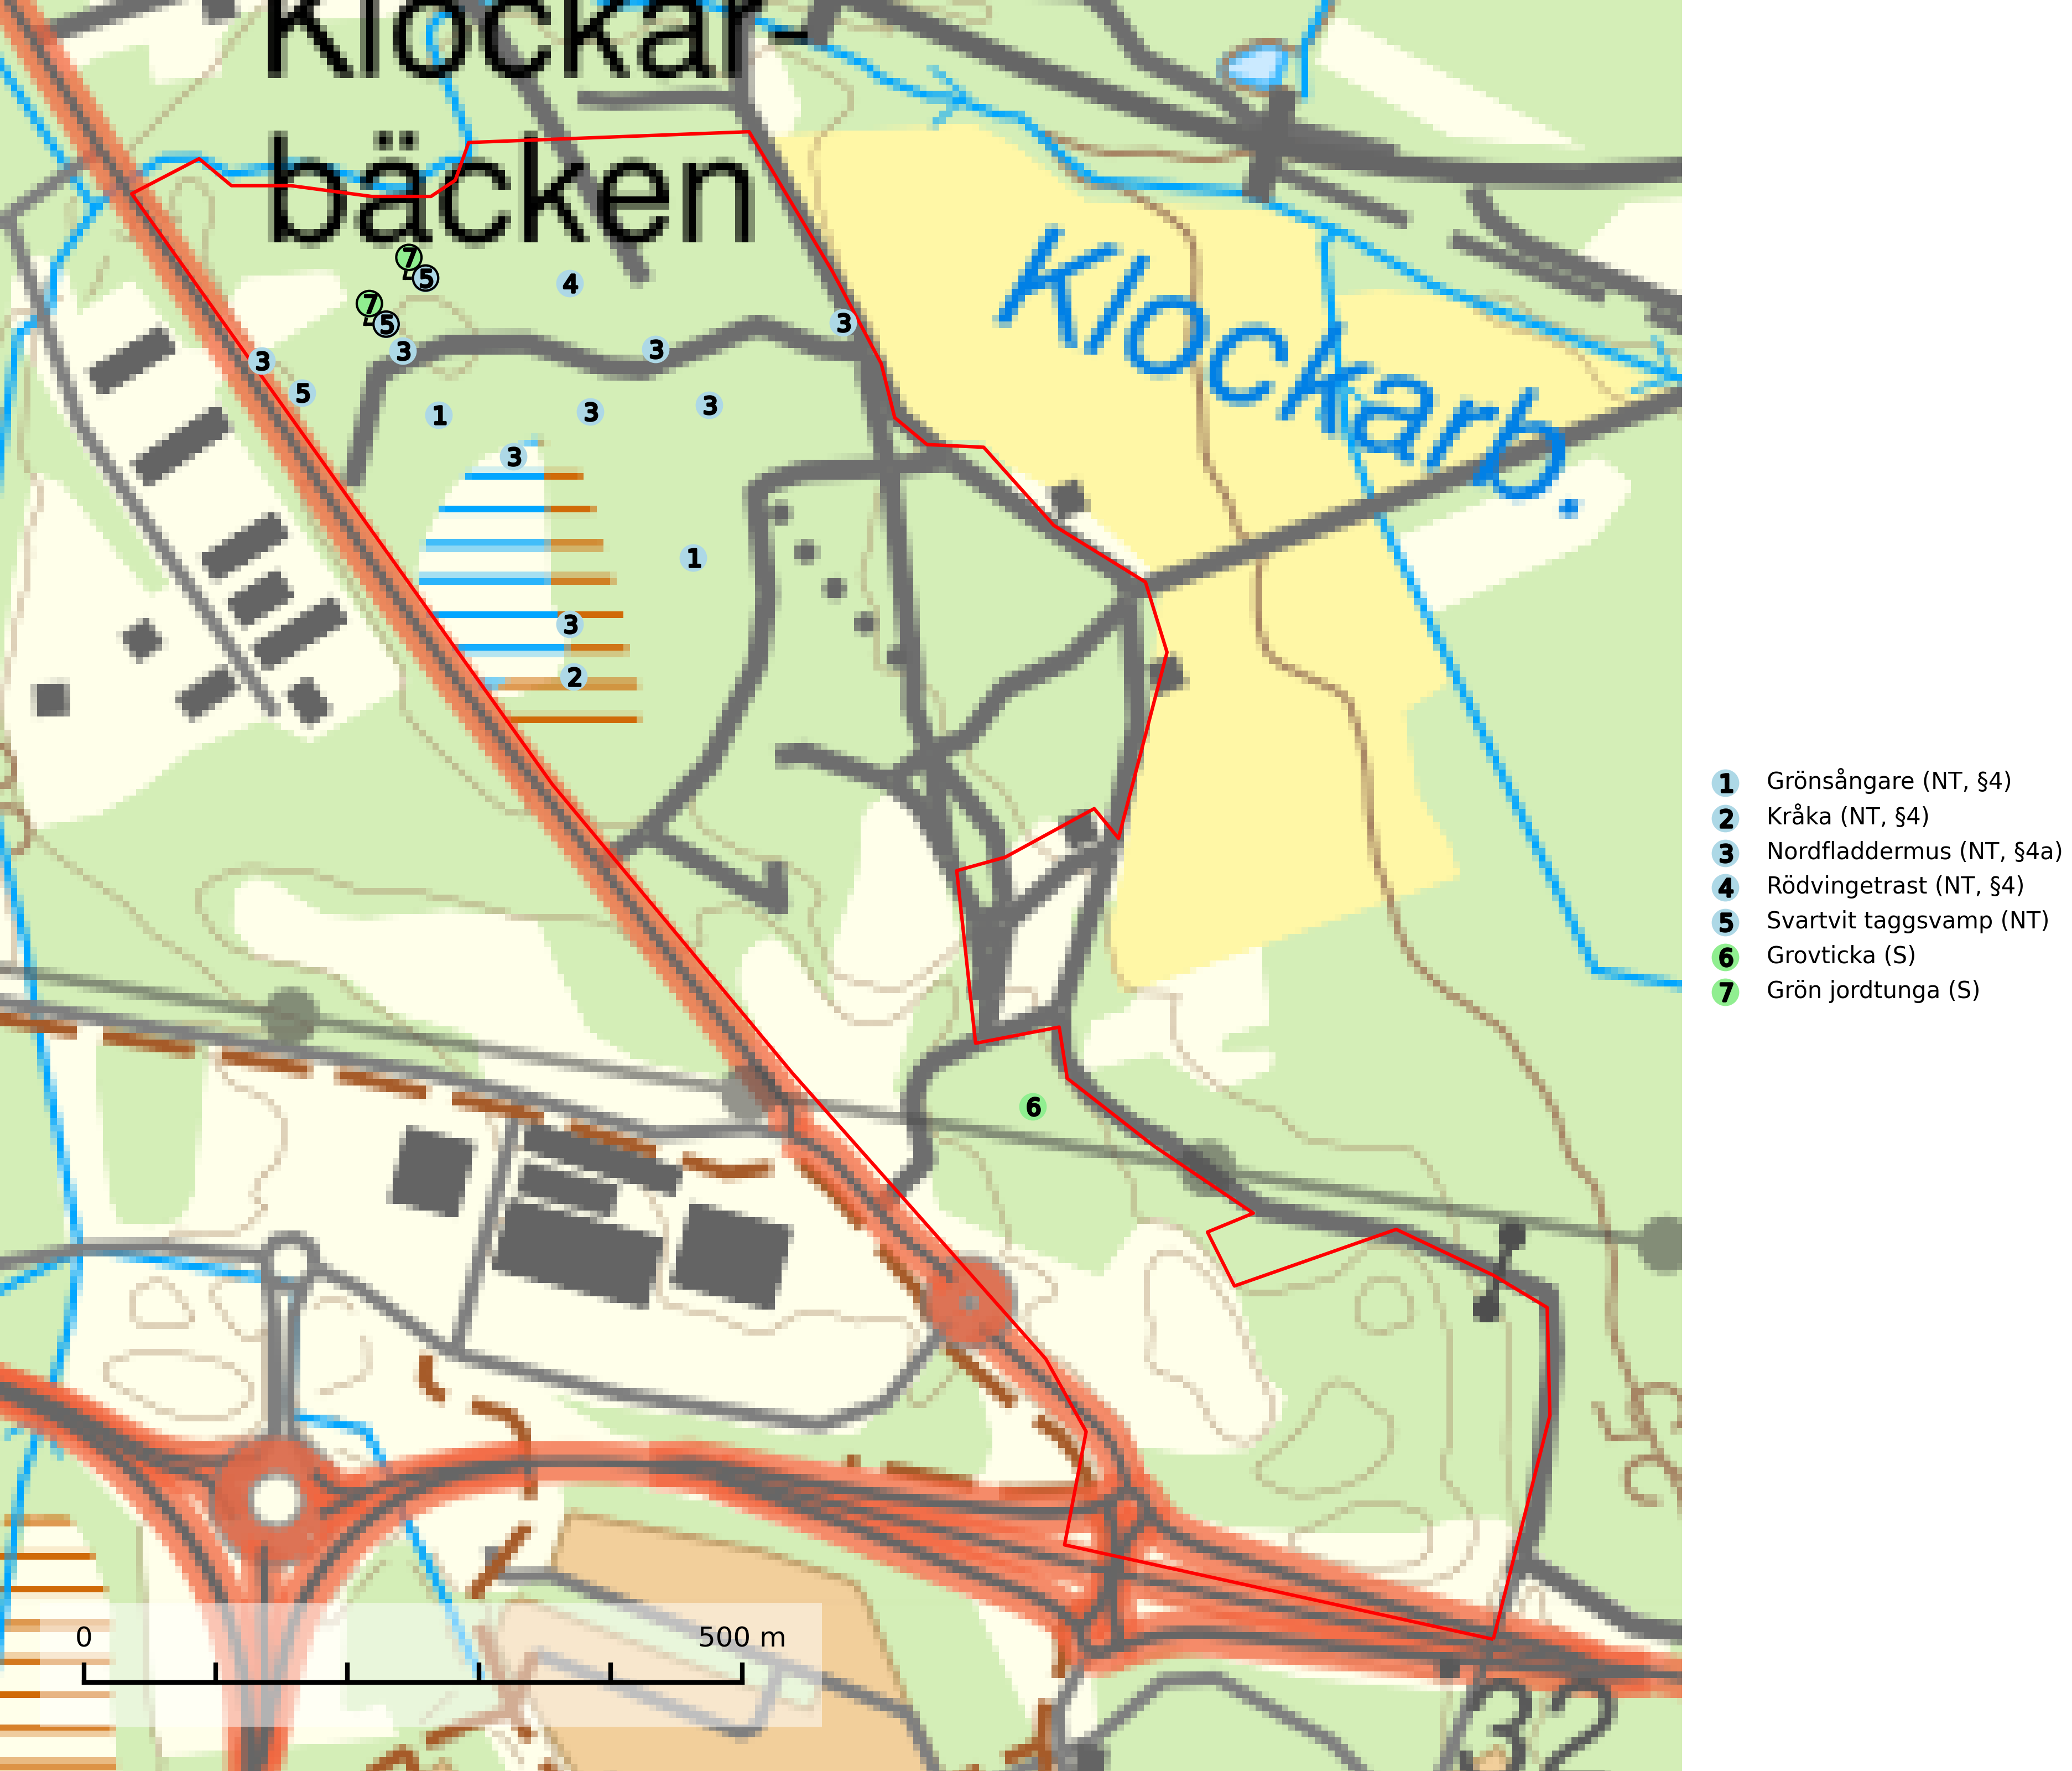 Klockar-
bäcken
Klockarb.
7
5
4
7
5
3
3
3
3
5
1
3
3
3
1
3
2
6
1 Grönsångare (NT, §4)
2 Kråka (NT, §4)
3 Nordfladdermus (NT, §4a)
4 Rödvingetrast (NT, §4)
5 Svartvit taggsvamp (NT)
6 Grovticka (S)
7 Grön jordtunga (S)
0 500 m
32